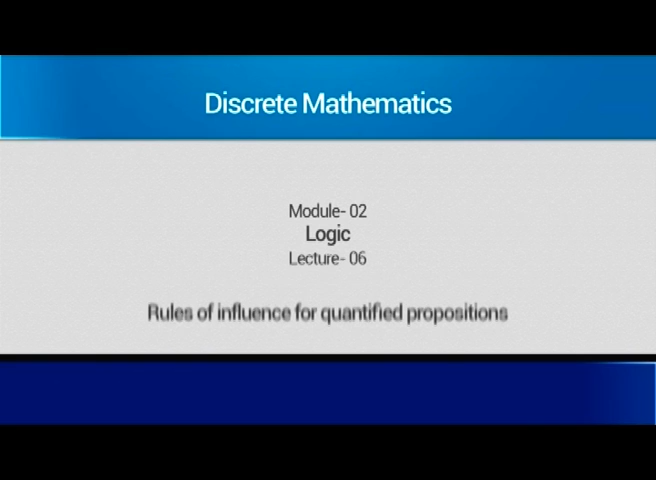 Discrete Mathematics
Module- 02
Logic
Lecture- 06
Rules of influence for quantified propositions